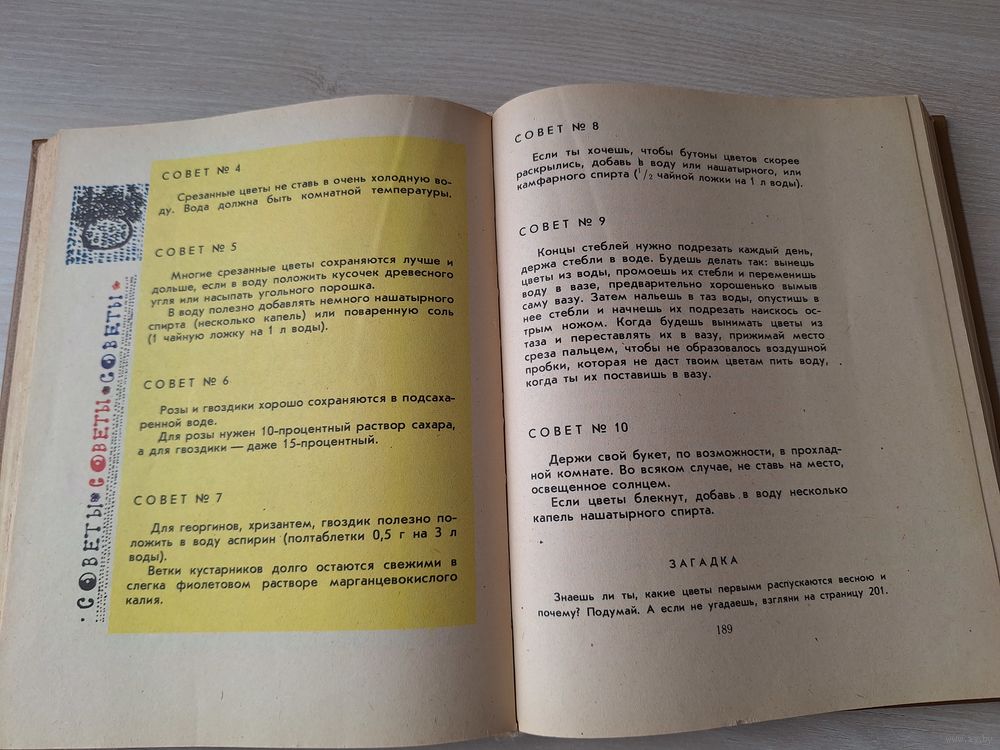 СОВЕТ № 4
Срезанные цветы не ставь в очень холодную во-
ду. Вода должна быть комнатной температуры.
СОВЕТ № 5
Многие срезанные цветы сохраняются лучше и
дольше, если в воду положить кусочек древесного
угля или насыпать угольного порошка.
В воду полезно добавлять немного нашатырного
спирта (несколько капель) или поваренную соль
(1 чайную ложку на 1 л воды).
СОВЕТ № 6
Розы и гвоздики хорошо сохраняются в подсаха-
ренной воде.
Для розы нужен 10-процентный раствор сахара,
а для гвоздики — даже 15-процентный.
СОВЕТ № 7
Для георгинов, хризантем, гвоздик полезно по-
ложить в воду аспирин (полтаблетки 0,5 г на 3 л
воды).
Ветки кустарников долго остаются свежими в
слегка фиолетовом растворе марганцевокислого
калия.
СОВЕТЫ СОВЕТЫ СОВЕТЫ
СОВЕТ № 8
Если ты хочешь, чтобы бутоны цветов скорее
раскрылись, добавь в воду или нашатырного, или
камфарного спирта (1/2 чайной ложки на 1 л воды).
СОВЕТ № 9
Концы стеблей нужно подрезать каждый день,
держа стебли в воде. Будешь делать так: вынешь
цветы из воды, промоешь их стебли и переменишь
воду в вазе, предварительно хорошенько вымыв
саму вазу. Затем нальешь в таз воды, опустишь в
нее стебли и начнешь их подрезать наискось ос-
трым ножом. Когда будешь вынимать цветы из
таза и переставлять их в вазу, прижимай место
среза пальцем, чтобы не образовалось воздушной
пробки, которая не даст твоим цветам пить воду,
когда ты их поставишь в вазу.
СОВЕТ № 10
Держи свой букет, по возможности, в прохлад-
ной комнате. Во всяком случае, не ставь на место,
освещенное солнцем.
Если цветы блекнут, добавь в воду несколько
капель нашатырного спирта.
ЗАГАДКА
Знаешь ли ты, какие цветы первыми распускаются весною и
почему? Подумай. А если не угадаешь, взгляни на страницу 201.
189